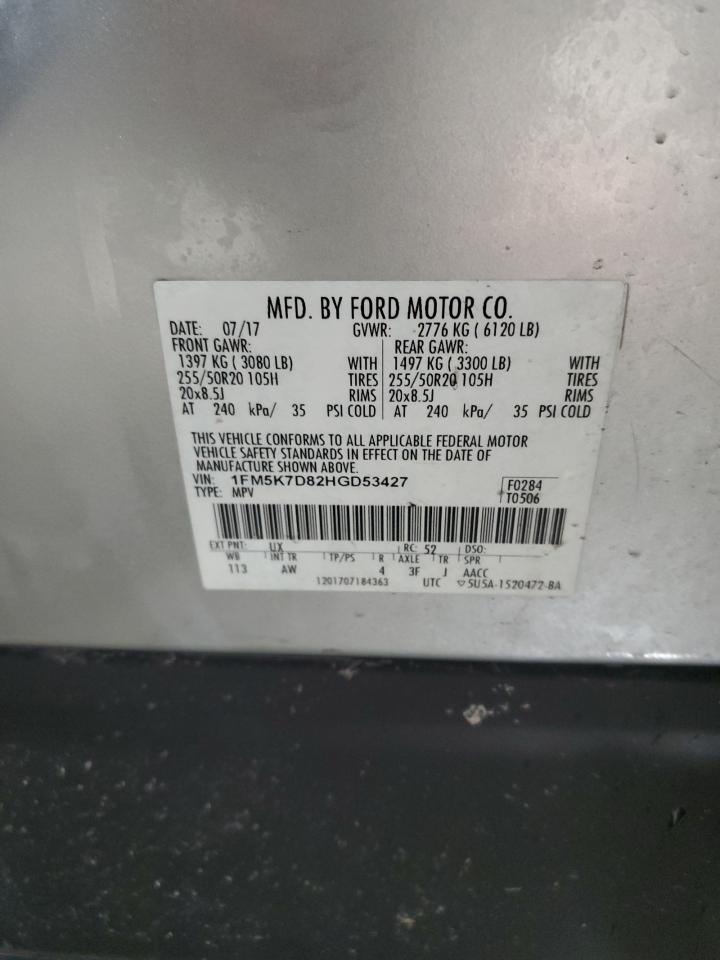 MFD. BY FORD MOTOR CO.
DATE: 07/17 GVWR: 2776 KG ( 6120 LB)
FRONT GAWR: REAR GAWR:
1397 KG ( 3080 LB) WITH 1497 KG ( 3300 LB) WITH
255/50R20 105H TIRES 255/50R20 105H TIRES
20x8.5J RIMS 20x8.5J RIMS
AT 240 kPa/ 35 PSI COLD AT 240 kPa/ 35 PSI COLD
THIS VEHICLE CONFORMS TO ALL APPLICABLE FEDERAL MOTOR
VEHICLE SAFETY STANDARDS IN EFFECT ON THE DATE OF
MANUFACTURE SHOWN ABOVE.
VIN: 1FM5K7D82HGD53427 F0284
TYPE: MPV T0506
EXT PNT: UX RC: 52 DSO:
WB INT TR TP/PS R AXLE TR SPR
113 AW 4 3F J AACC
1201707184363 UTC ▽5U5A-1520472-BA